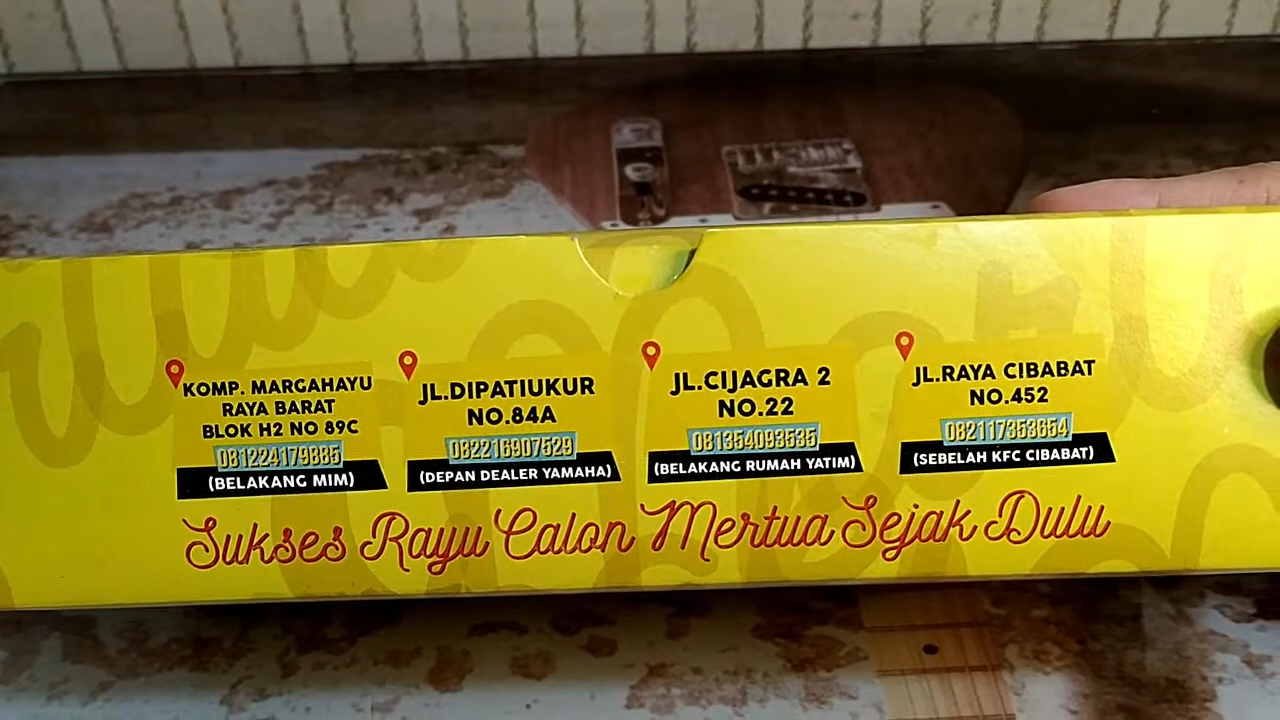 KOMP. MARGAHAYU
RAYA BARAT
BLOK H2 NO 89C
081224179885
(BELAKANG MIM)
JL.DIPATIUKUR
NO.84A
082216907529
(DEPAN DEALER YAMAHA)
JL.CIJAGRA 2
NO.22
081354093535
(BELAKANG RUMAH YATIM)
JL.RAYA CIBABAT
NO.452
082117353654
(SEBELAH KFC CIBABAT)
Sukses Rayu Calon Mertua Sejak Dulu